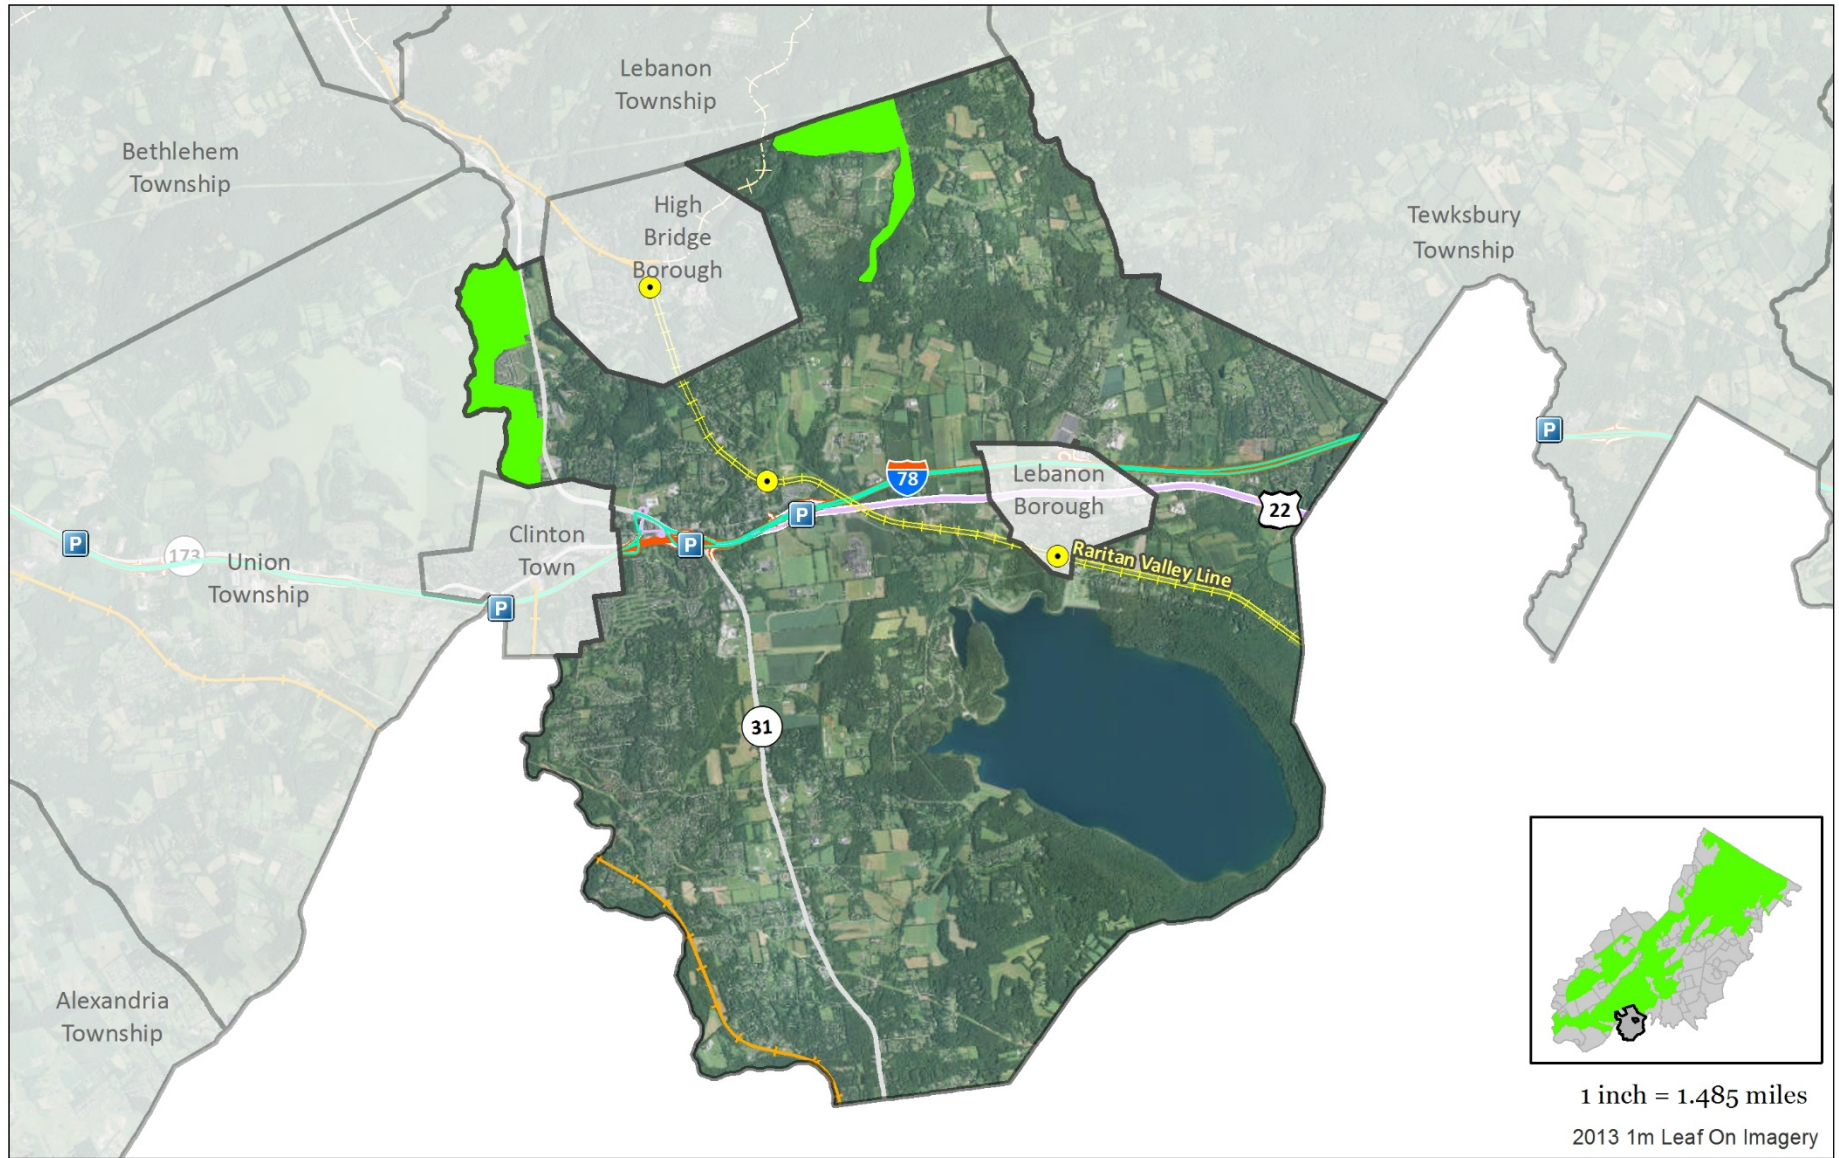 Lebanon
Township
Bethlehem
Township
High
Bridge
Borough
Tewksbury
Township
78
Lebanon
Borough
22
P
P
P
P
P
173
Union
Township
Clinton
Town
Raritan Valley Line
31
Alexandria
Township
1 inch = 1.485 miles
2013 1m Leaf On Imagery